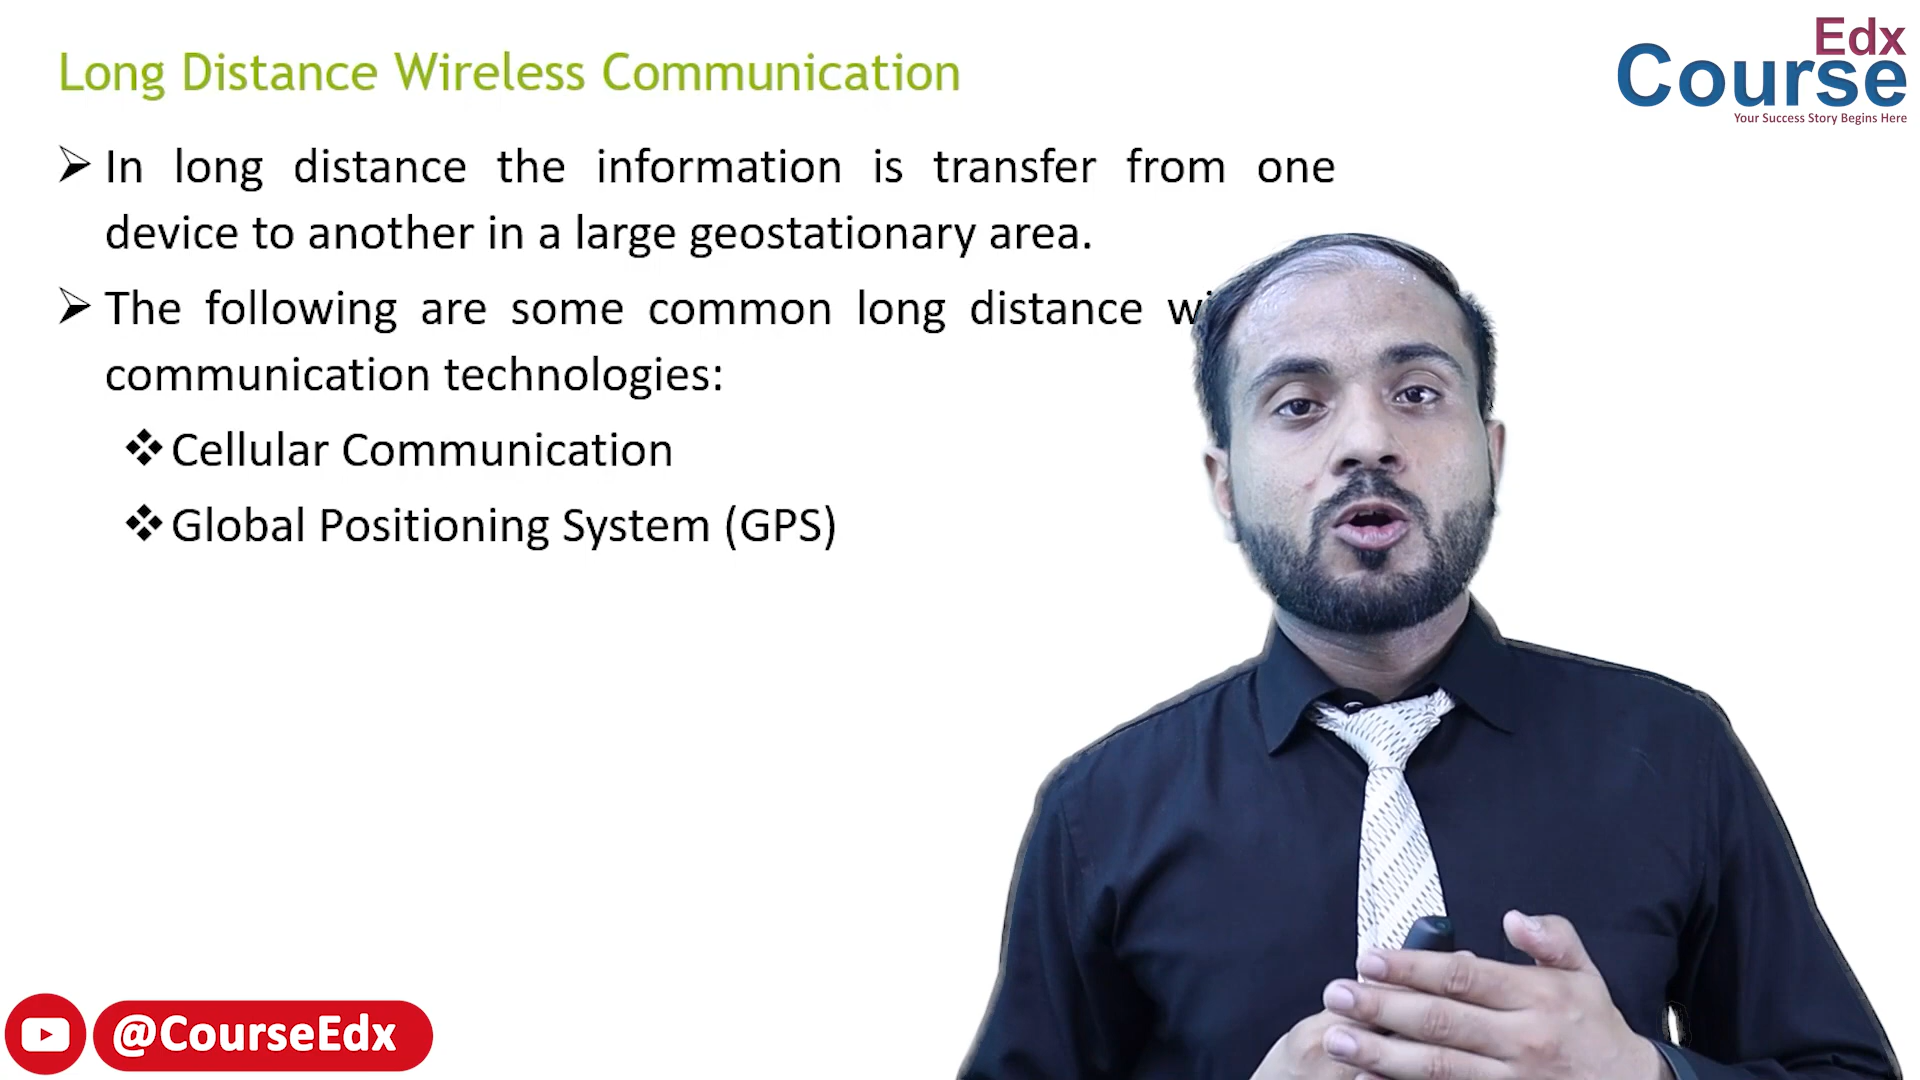 Long Distance Wireless Communication
Edx
Course
Your Success Story Begins Here
➢ In long distance the information is transfer from one
device to another in a large geostationary area.
➢ The following are some common long distance
communication technologies:
❖ Cellular Communication
❖ Global Positioning System (GPS)
@CourseEdx